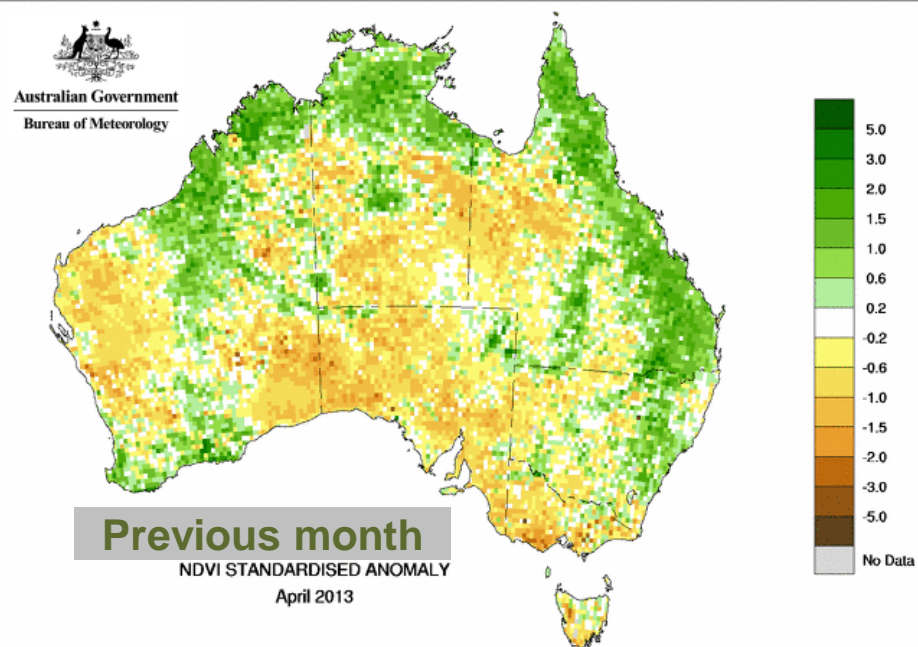 Australian Government
Bureau of Meteorology
5.0
3.0
2.0
1.5
1.0
0.6
0.2
-0.2
-0.6
-1.0
-1.5
-2.0
-3.0
-5.0
No Data
Previous month
NDVI STANDARDISED ANOMALY
April 2013